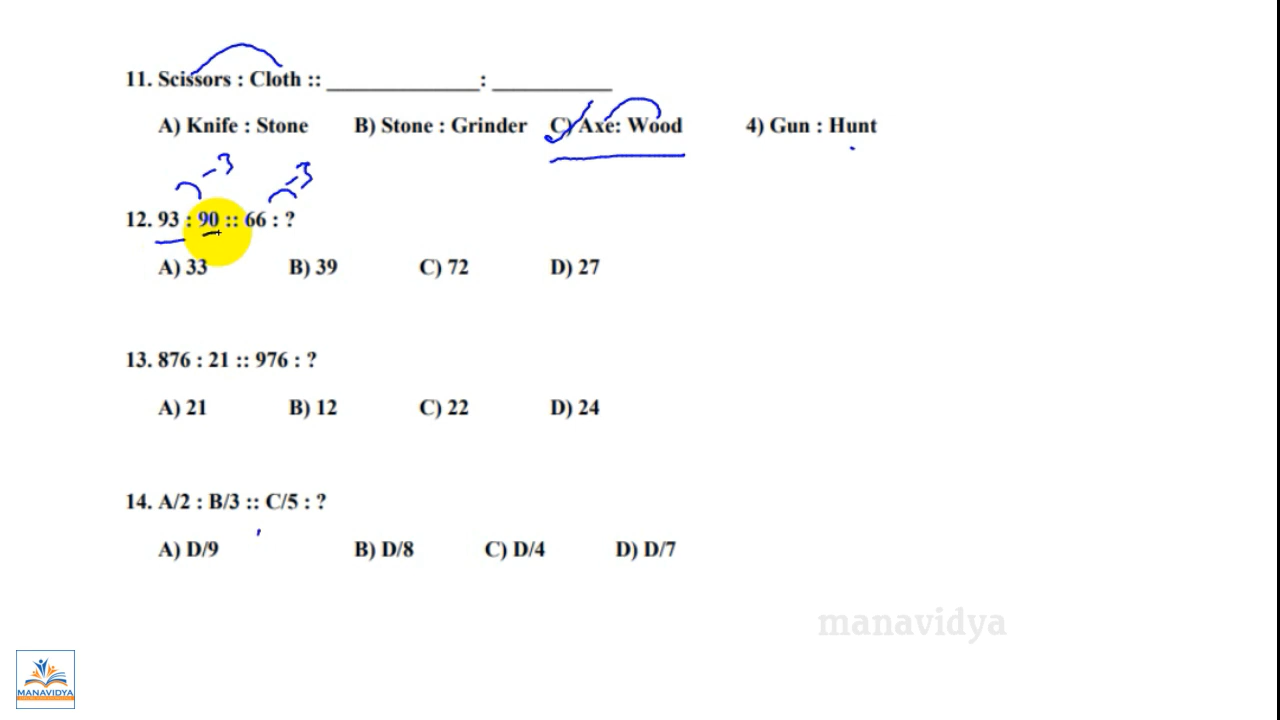 11. Scissors : Cloth :: ______________ : ___________
A) Knife : Stone B) Stone : Grinder C) Axe: Wood 4) Gun : Hunt
-3 -3
12. 93 : 90 :: 66 : ?
A) 33 B) 39 C) 72 D) 27
13. 876 : 21 :: 976 : ?
A) 21 B) 12 C) 22 D) 24
14. A/2 : B/3 :: C/5 : ?
A) D/9 B) D/8 C) D/4 D) D/7
manavidya
MANAVIDYA